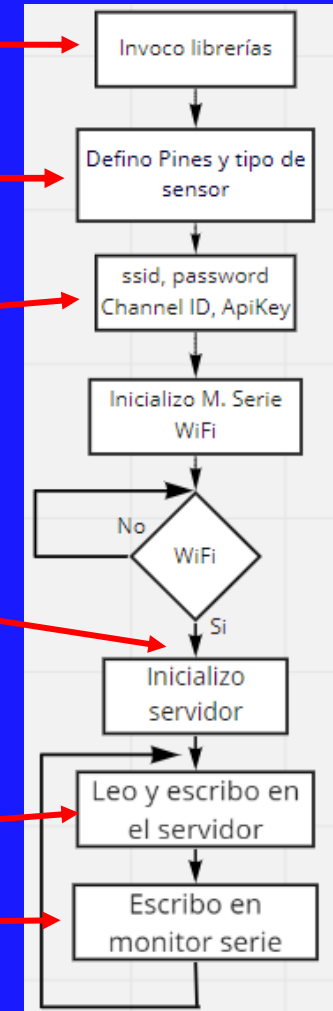 Invoco librerías
Defino Pines y tipo de
sensor
ssid, password
Channel ID, ApiKey
Inicializo M. Serie
WiFi
No
WiFi
Si
Inicializo
servidor
Leo y escribo en
el servidor
Escribo en
monitor serie